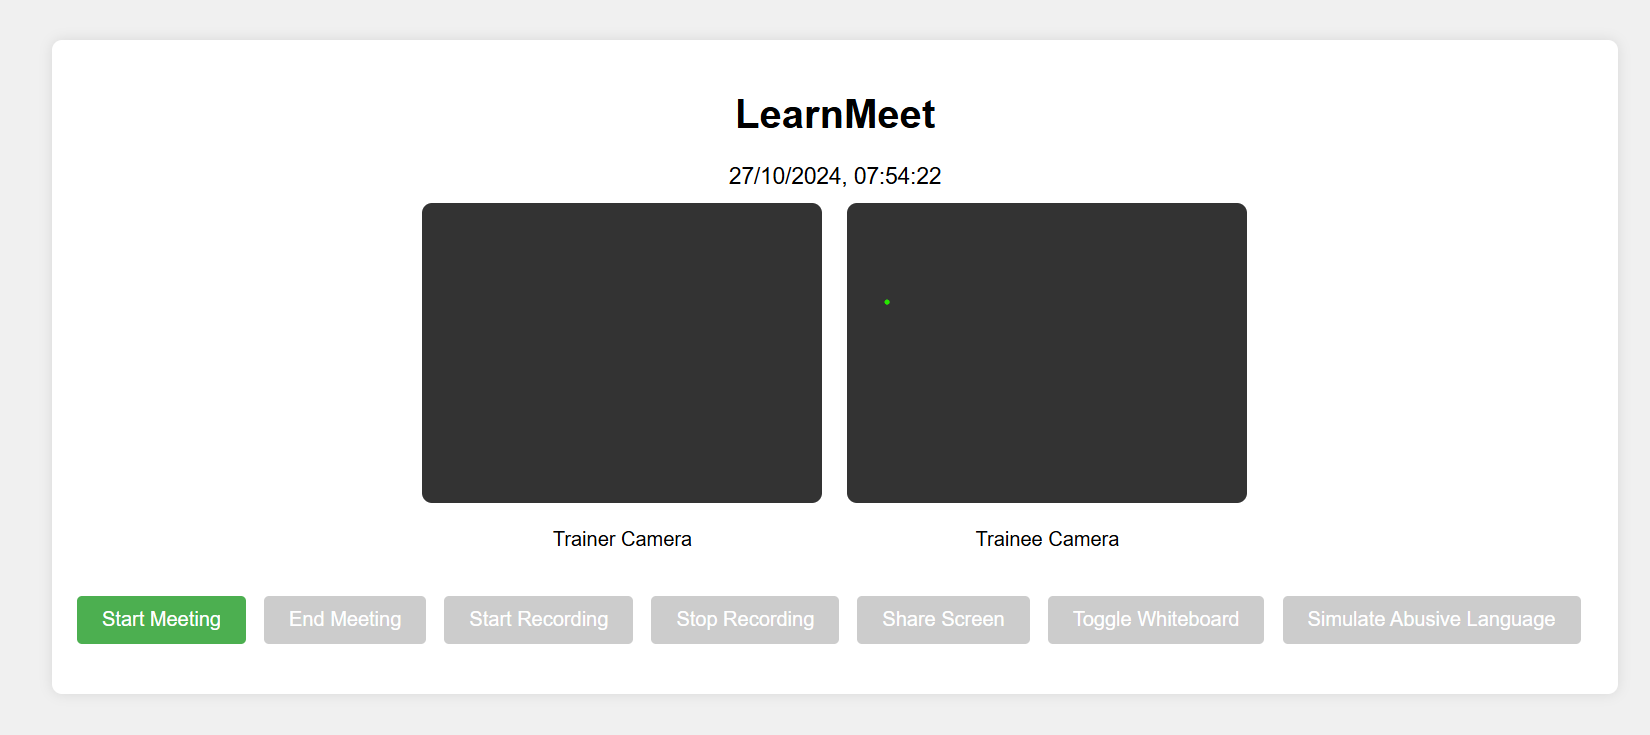 LearnMeet
27/10/2024, 07:54:22
Trainer Camera
Trainee Camera
Start Meeting
End Meeting
Start Recording
Stop Recording
Share Screen
Toggle Whiteboard
Simulate Abusive Language